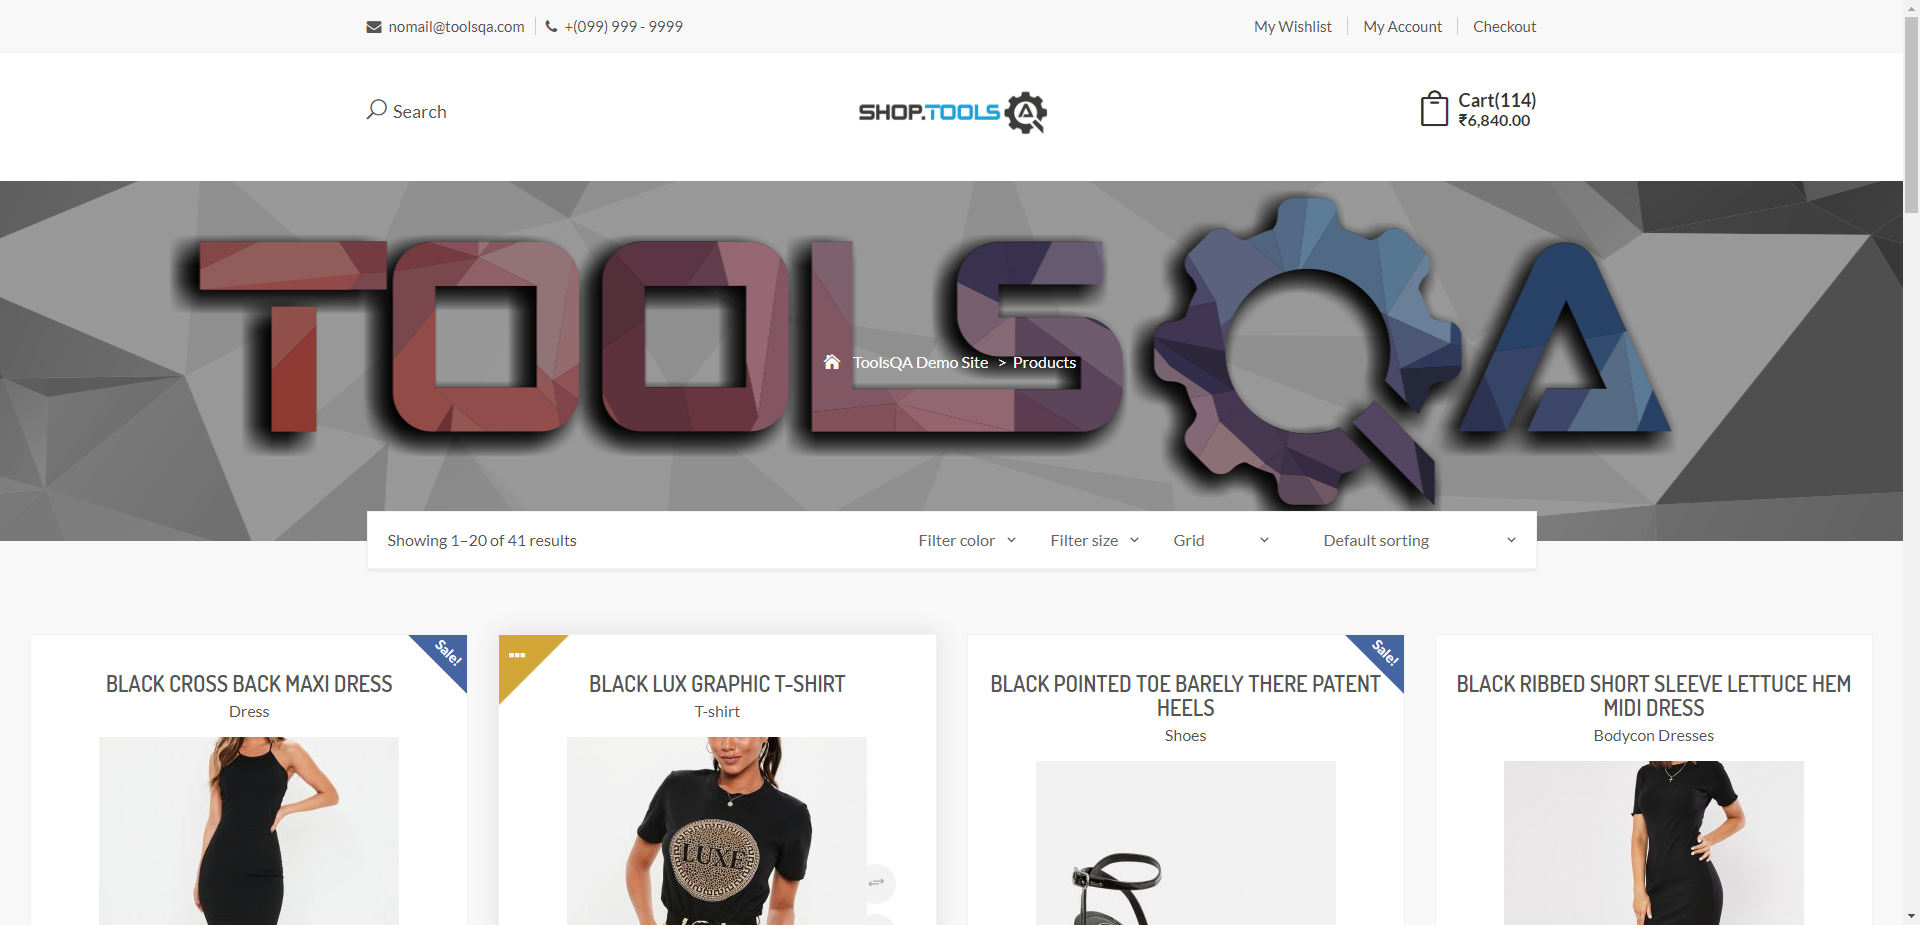 nomail@toolsqa.com
+(099) 999 - 9999
My Wishlist
My Account
Checkout
Search
SHOP.TOOLS
Cart(114)
₹6,840.00
TOOLSQA
ToolsQA Demo Site > Products
Showing 1–20 of 41 results
Filter color
Filter size
Grid
Default sorting
Sale!
BLACK CROSS BACK MAXI DRESS
Dress
BLACK LUX GRAPHIC T-SHIRT
T-shirt
LUXE
Sale!
BLACK POINTED TOE BARELY THERE PATENT
HEELS
Shoes
BLACK RIBBED SHORT SLEEVE LETTUCE HEM
MIDI DRESS
Bodycon Dresses